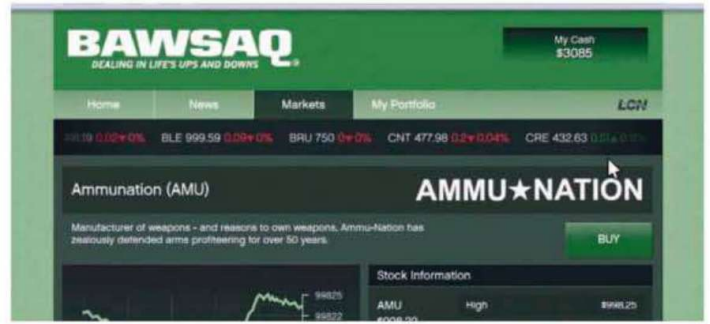 BAWSAQ
DEALING IN LIFE'S UPS AND DOWNS
My Cash
$3085
Home News Markets My Portfolio LCN
0.02▼0% BLE 999.59 0.09▼0% BRU 750 0▼0% CNT 477.98 0.2▼0.04% CRE 432.63
Ammunation (AMU) AMMU★NATION
Manufacturer of weapons - and reasons to own weapons, Ammu-Nation has
zealously defended arms profiteering for over 50 years.
BUY
Stock Information
99825
99822
AMU High $998.25